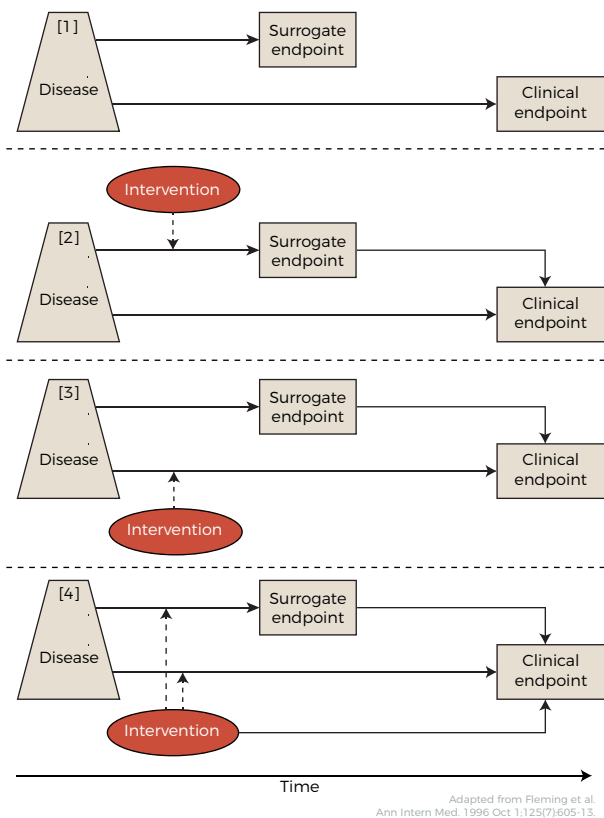 [1]
Surrogate
endpoint
Disease
Clinical
endpoint
Intervention
[2]
Surrogate
endpoint
Disease
Clinical
endpoint
[3]
Surrogate
endpoint
Disease
Clinical
endpoint
Intervention
[4]
Surrogate
endpoint
Disease
Clinical
endpoint
Intervention
Time
Adapted from Fleming et al.
Ann Intern Med. 1996 Oct 1;125(7):605-13.